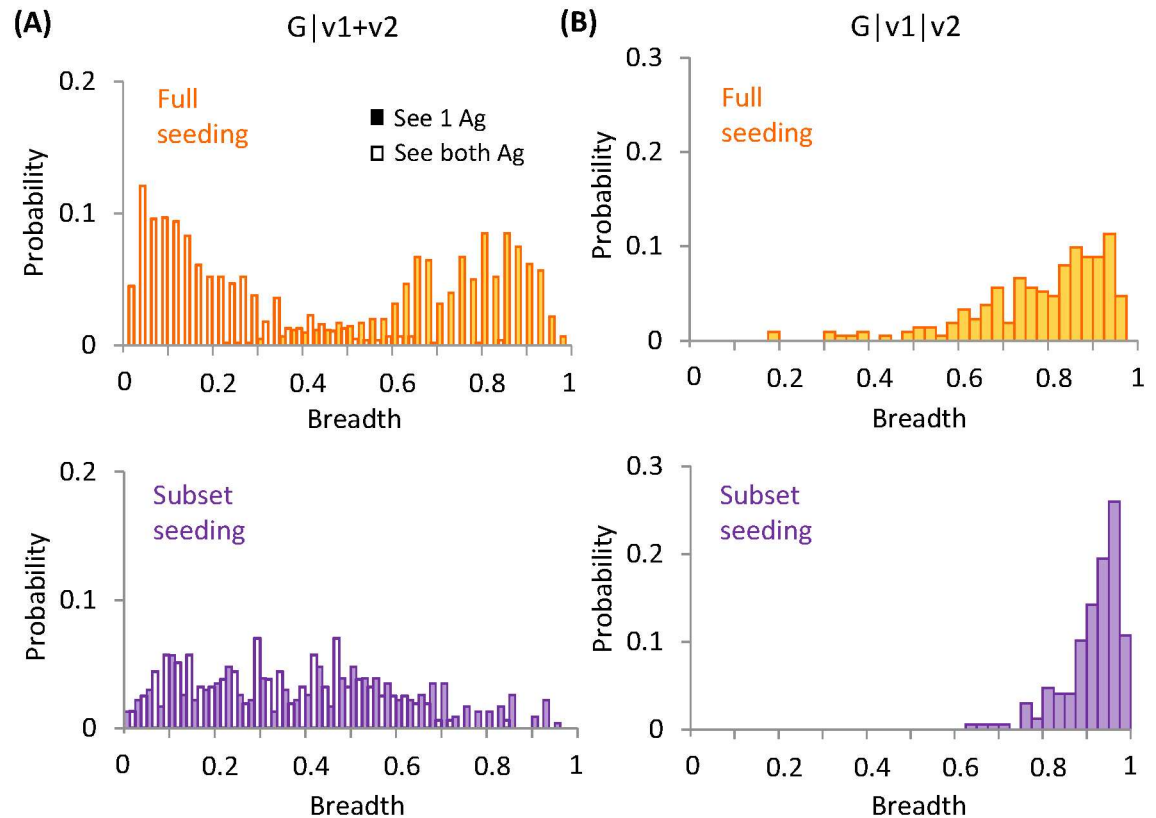 (A)
G|v1+v2
0.2
0.1
0
Probability
Full
seeding
See 1 Ag
See both Ag
0 0.2 0.4 0.6 0.8 1
Breadth
(B)
G|v1|v2
0.3
0.2
0.1
0
Probability
Full
seeding
0 0.2 0.4 0.6 0.8 1
Breadth
0.2
0.1
0
Probability
Subset
seeding
0 0.2 0.4 0.6 0.8 1
Breadth
0.3
0.2
0.1
0
Probability
Subset
seeding
0 0.2 0.4 0.6 0.8 1
Breadth